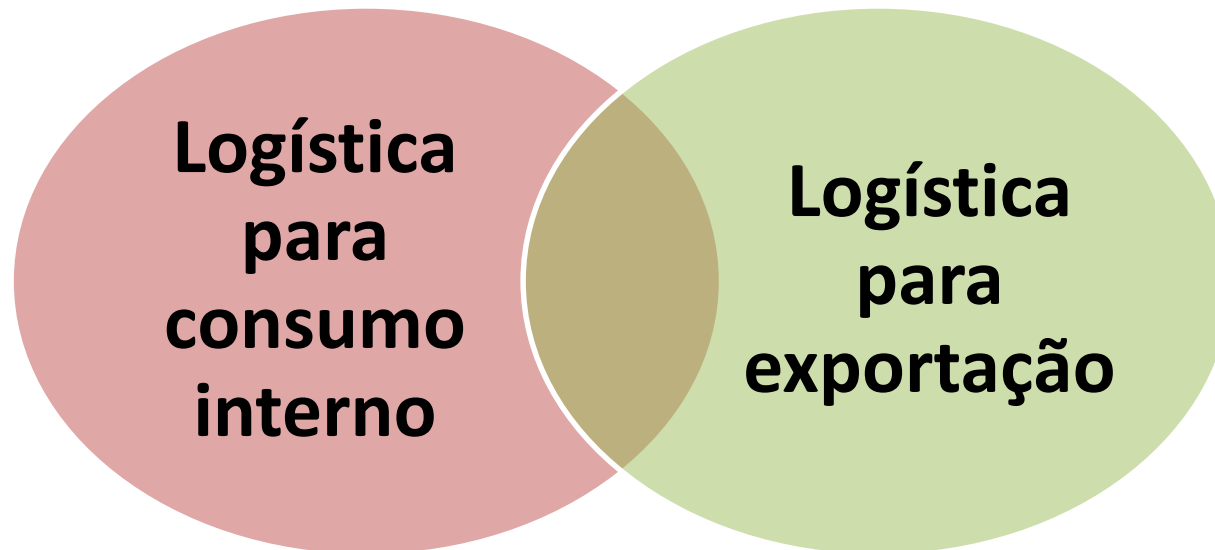 Logística
para
consumo
interno
Logística
para
exportação